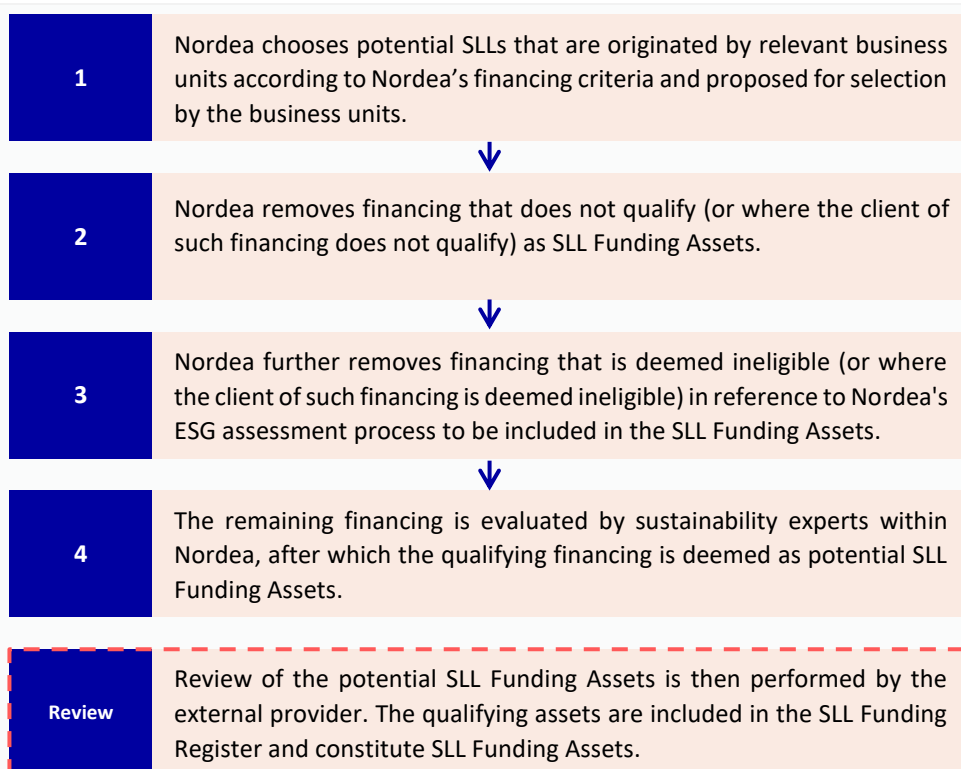 1
Nordea chooses potential SLLs that are originated by relevant business
units according to Nordea's financing criteria and proposed for selection
by the business units.
2
Nordea removes financing that does not qualify (or where the client of
such financing does not qualify) as SLL Funding Assets.
3
Nordea further removes financing that is deemed ineligible (or where
the client of such financing is deemed ineligible) in reference to Nordea's
ESG assessment process to be included in the SLL Funding Assets.
4
The remaining financing is evaluated by sustainability experts within
Nordea, after which the qualifying financing is deemed as potential SLL
Funding Assets.
Review
Review of the potential SLL Funding Assets is then performed by the
external provider. The qualifying assets are included in the SLL Funding
Register and constitute SLL Funding Assets.